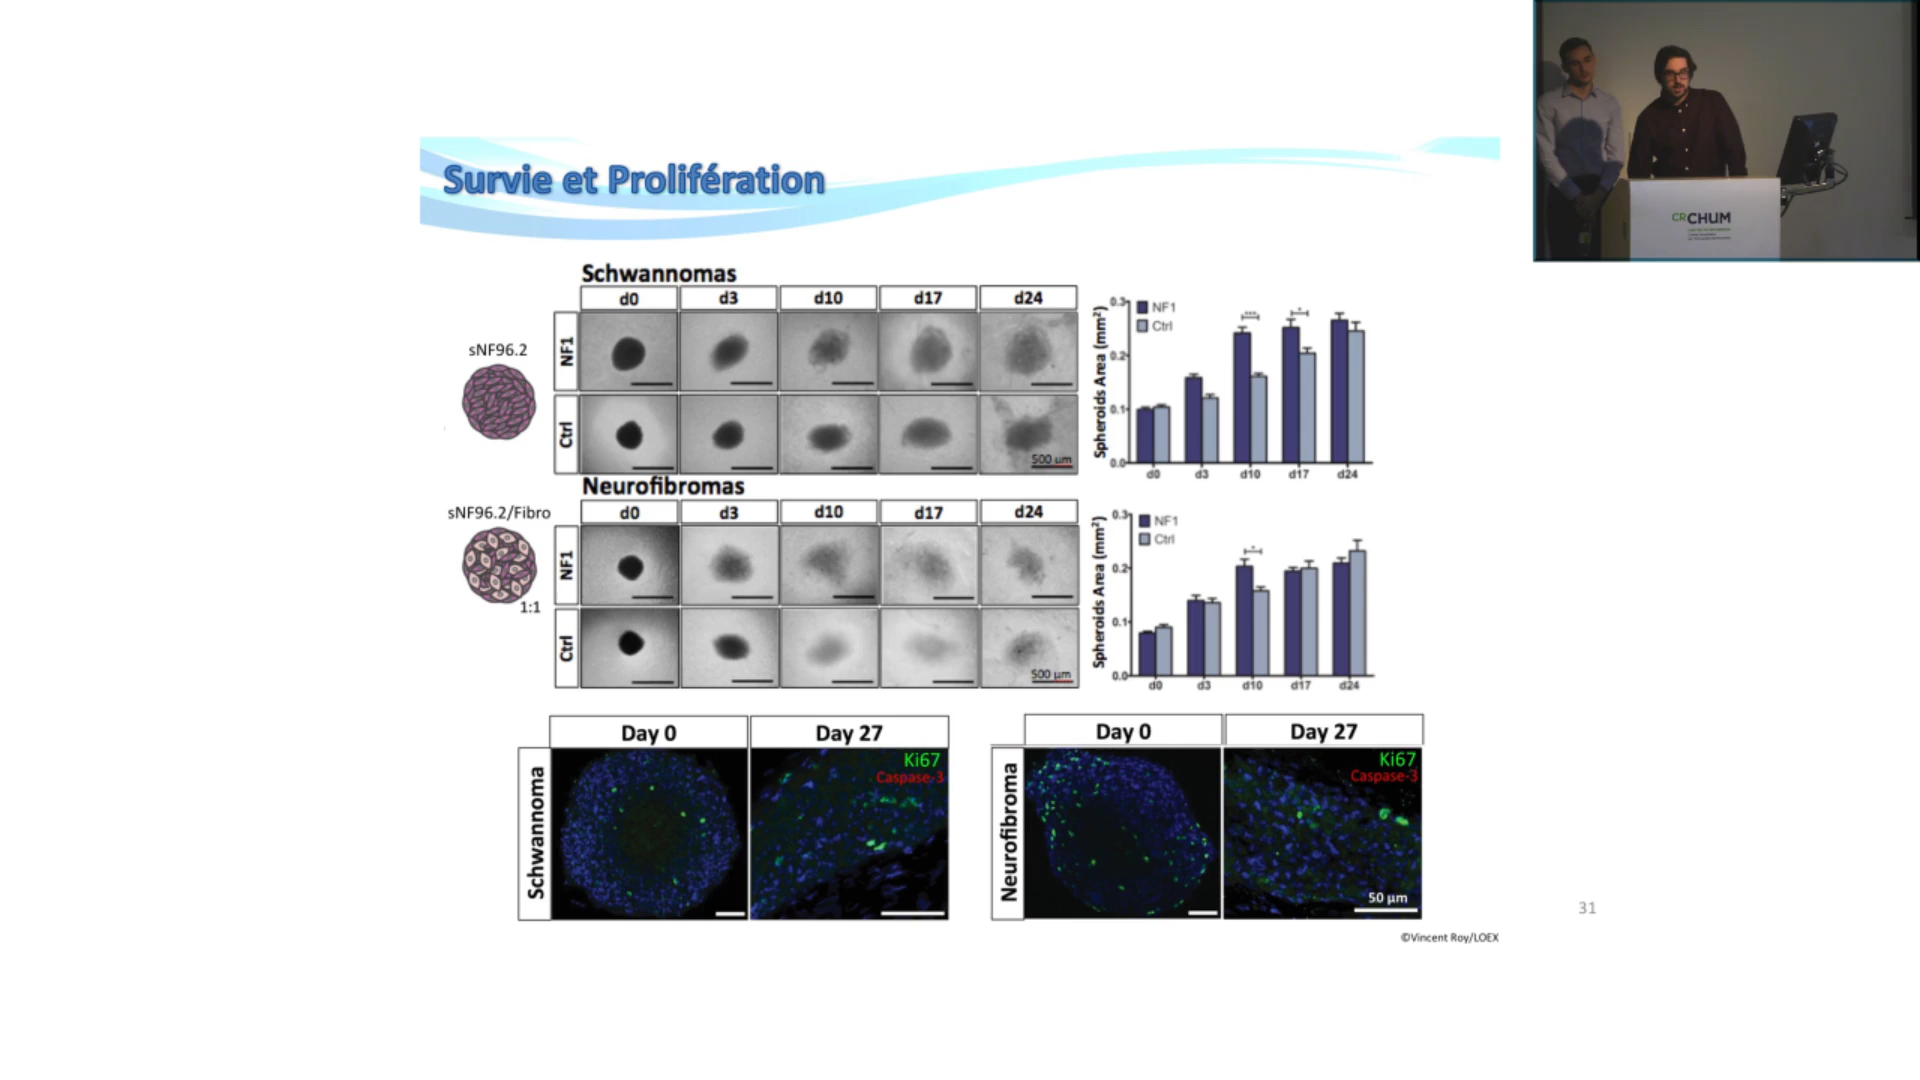 Survie et Prolifération
CRCHUM
Schwannomas
d0 d3 d10 d17 d24
sNF96.2
NF1
Ctrl
500 µm
Spheroids Area (mm²)
0.3
0.2
0.1
0.0
NF1
Ctrl
***
*
d0 d3 d10 d17 d24
Neurofibromas
d0 d3 d10 d17 d24
sNF96.2/Fibro
1:1
NF1
Ctrl
500 µm
Spheroids Area (mm²)
0.3
0.2
0.1
0.0
NF1
Ctrl
*
d0 d3 d10 d17 d24
Day 0 Day 27
Schwannoma
Ki67
Caspase-3
Day 0 Day 27
Neurofibroma
Ki67
Caspase-3
50 µm
31
©Vincent Roy/LOEX